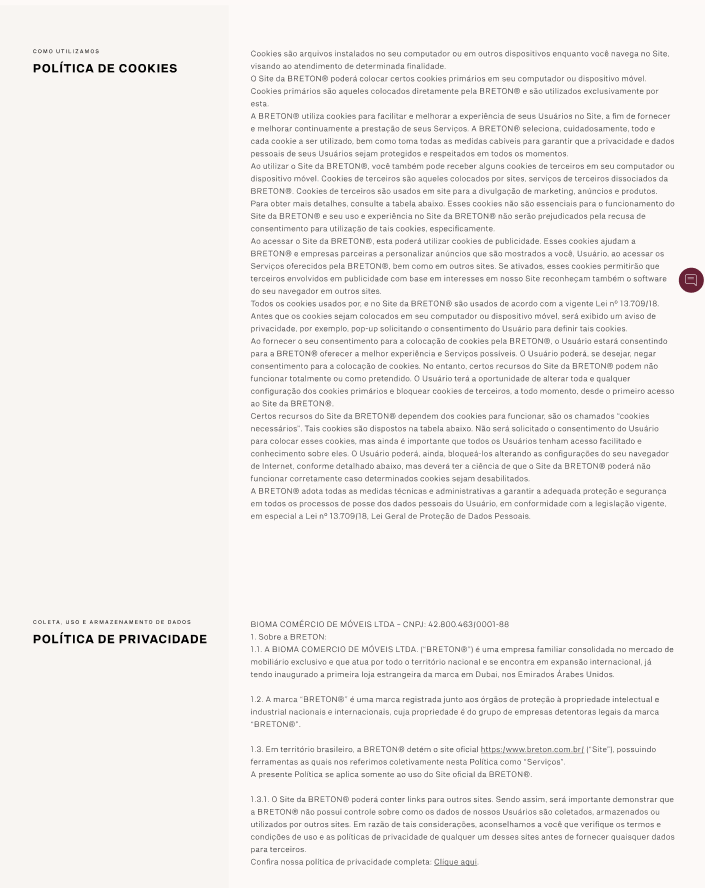 COMO UTILIZAMOS
POLÍTICA DE COOKIES
Cookies são arquivos instalados no seu computador ou em outros dispositivos enquanto você navega no Site,
visando ao atendimento de determinada finalidade.
O Site da BRETON® poderá colocar certos cookies primários em seu computador ou dispositivo móvel.
Cookies primários são aqueles colocados diretamente pela BRETON® e são utilizados exclusivamente por
esta.
A BRETON® utiliza cookies para facilitar e melhorar a experiência de seus Usuários no Site, a fim de fornecer
e melhorar continuamente a prestação de seus Serviços. A BRETON® seleciona, cuidadosamente, todo e
cada cookie a ser utilizado, bem como toma todas as medidas cabíveis para garantir que a privacidade e dados
pessoais de seus Usuários sejam protegidos e respeitados em todos os momentos.
Ao utilizar o Site da BRETON®, você também pode receber alguns cookies de terceiros em seu computador ou
dispositivo móvel. Cookies de terceiros são aqueles colocados por sites, serviços de terceiros dissociados da
BRETON®. Cookies de terceiros são usados em site para a divulgação de marketing, anúncios e produtos.
Para obter mais detalhes, consulte a tabela abaixo. Esses cookies não são essenciais para o funcionamento do
Site da BRETON® e seu uso e experiência no Site da BRETON® não serão prejudicados pela recusa de
consentimento para utilização de tais cookies, especificamente.
Ao acessar o Site da BRETON®, esta poderá utilizar cookies de publicidade. Esses cookies ajudam a
BRETON® e empresas parceiras a personalizar anúncios que são mostrados a você, Usuário, ao acessar os
Serviços oferecidos pela BRETON®, bem como em outros sites. Se ativados, esses cookies permitirão que
terceiros envolvidos em publicidade com base em interesses em nosso Site reconheçam também o software
do seu navegador em outros sites.
Todos os cookies usados por, e no Site da BRETON® são usados de acordo com a vigente Lei nº 13.709/18.
Antes que os cookies sejam colocados em seu computador ou dispositivo móvel, será exibido um aviso de
privacidade, por exemplo, pop-up solicitando o consentimento do Usuário para definir tais cookies.
Ao fornecer o seu consentimento para a colocação de cookies pela BRETON®, o Usuário estará consentindo
para a BRETON® oferecer a melhor experiência e Serviços possíveis. O Usuário poderá, se desejar, negar
consentimento para a colocação de cookies. No entanto, certos recursos do Site da BRETON® podem não
funcionar totalmente ou como pretendido. O Usuário terá a oportunidade de alterar toda e qualquer
configuração dos cookies primários e bloquear cookies de terceiros, a todo momento, desde o primeiro acesso
ao Site da BRETON®.
Certos recursos do Site da BRETON® dependem dos cookies para funcionar, são os chamados "cookies
necessários". Tais cookies são dispostos na tabela abaixo. Não será solicitado o consentimento do Usuário
para colocar esses cookies, mas ainda é importante que todos os Usuários tenham acesso facilitado e
conhecimento sobre eles. O Usuário poderá, ainda, bloqueá-los alterando as configurações do seu navegador
de Internet, conforme detalhado abaixo, mas deverá ter a ciência de que o Site da BRETON® poderá não
funcionar corretamente caso determinados cookies sejam desabilitados.
A BRETON® adota todas as medidas técnicas e administrativas a garantir a adequada proteção e segurança
em todos os processos de posse dos dados pessoais do Usuário, em conformidade com a legislação vigente,
em especial a Lei nº 13.709/18, Lei Geral de Proteção de Dados Pessoais.
COLETA, USO E ARMAZENAMENTO DE DADOS
POLÍTICA DE PRIVACIDADE
BIOMA COMÉRCIO DE MÓVEIS LTDA – CNPJ: 42.800.463/0001-88
1. Sobre a BRETON:
1.1. A BIOMA COMERCIO DE MÓVEIS LTDA. ("BRETON®") é uma empresa familiar consolidada no mercado de
mobiliário exclusivo e que atua por todo o território nacional e se encontra em expansão internacional, já
tendo inaugurado a primeira loja estrangeira da marca em Dubai, nos Emirados Árabes Unidos.
1.2. A marca "BRETON®" é uma marca registrada junto aos órgãos de proteção à propriedade intelectual e
industrial nacionais e internacionais, cuja propriedade é do grupo de empresas detentoras legais da marca
"BRETON®".
1.3. Em território brasileiro, a BRETON® detém o site oficial https://www.breton.com.br/ ("Site"), possuindo
ferramentas as quais nos referimos coletivamente nesta Política como "Serviços".
A presente Política se aplica somente ao uso do Site oficial da BRETON®.
1.3.1. O Site da BRETON® poderá conter links para outros sites. Sendo assim, será importante demonstrar que
a BRETON® não possui controle sobre como os dados de nossos Usuários são coletados, armazenados ou
utilizados por outros sites. Em razão de tais considerações, aconselhamos a você que verifique os termos e
condições de uso e as políticas de privacidade de qualquer um desses sites antes de fornecer quaisquer dados
para terceiros.
Confira nossa política de privacidade completa: Clique aqui.